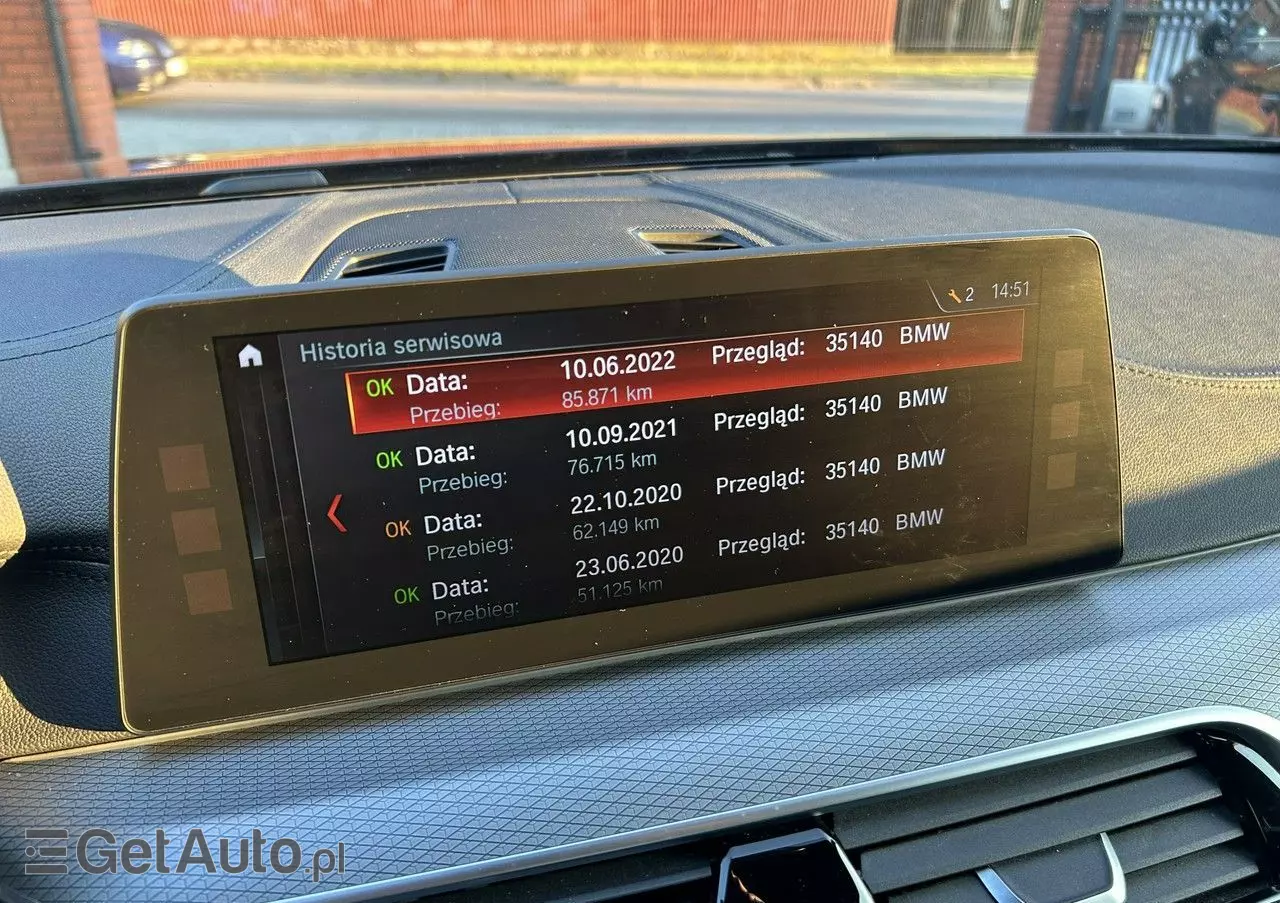 2 14:51
Historia serwisowa
OK Data: 10.06.2022 Przegląd: 35140 BMW
Przebieg: 85.871 km
OK Data: 10.09.2021 Przegląd: 35140 BMW
Przebieg: 76.715 km
OK Data: 22.10.2020 Przegląd: 35140 BMW
Przebieg: 62.149 km
OK Data: 23.06.2020 Przegląd: 35140 BMW
Przebieg: 51.125 km
GetAuto.pl